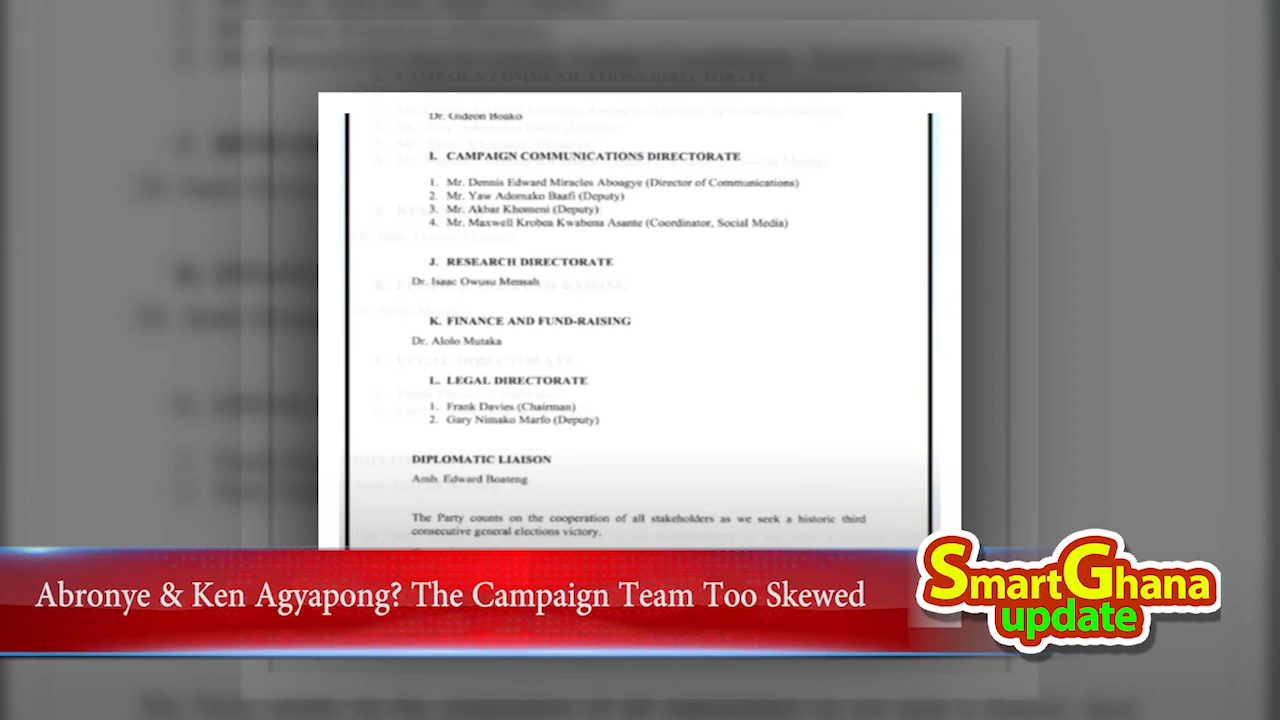 Dr. Gideon Boako
I. CAMPAIGN COMMUNICATIONS DIRECTORATE
1. Mr. Dennis Edward Miracles Aboagye (Director of Communications)
2. Mr. Yaw Adomako Baafi (Deputy)
3. Mr. Akbar Khomeni (Deputy)
4. Mr. Maxwell Krobea Kwabena Asante (Coordinator, Social Media)
J. RESEARCH DIRECTORATE
Dr. Isaac Owusu Mensah
K. FINANCE AND FUND-RAISING
Dr. Alolo Mutaka
L. LEGAL DIRECTORATE
1. Frank Davies (Chairman)
2. Gary Nimako Marfo (Deputy)
DIPLOMATIC LIAISON
Amb. Edward Boateng
The Party counts on the cooperation of all stakeholders as we seek a historic third
consecutive general elections victory.
Abronye & Ken Agyapong? The Campaign Team Too Skewed
SmartGhana
update